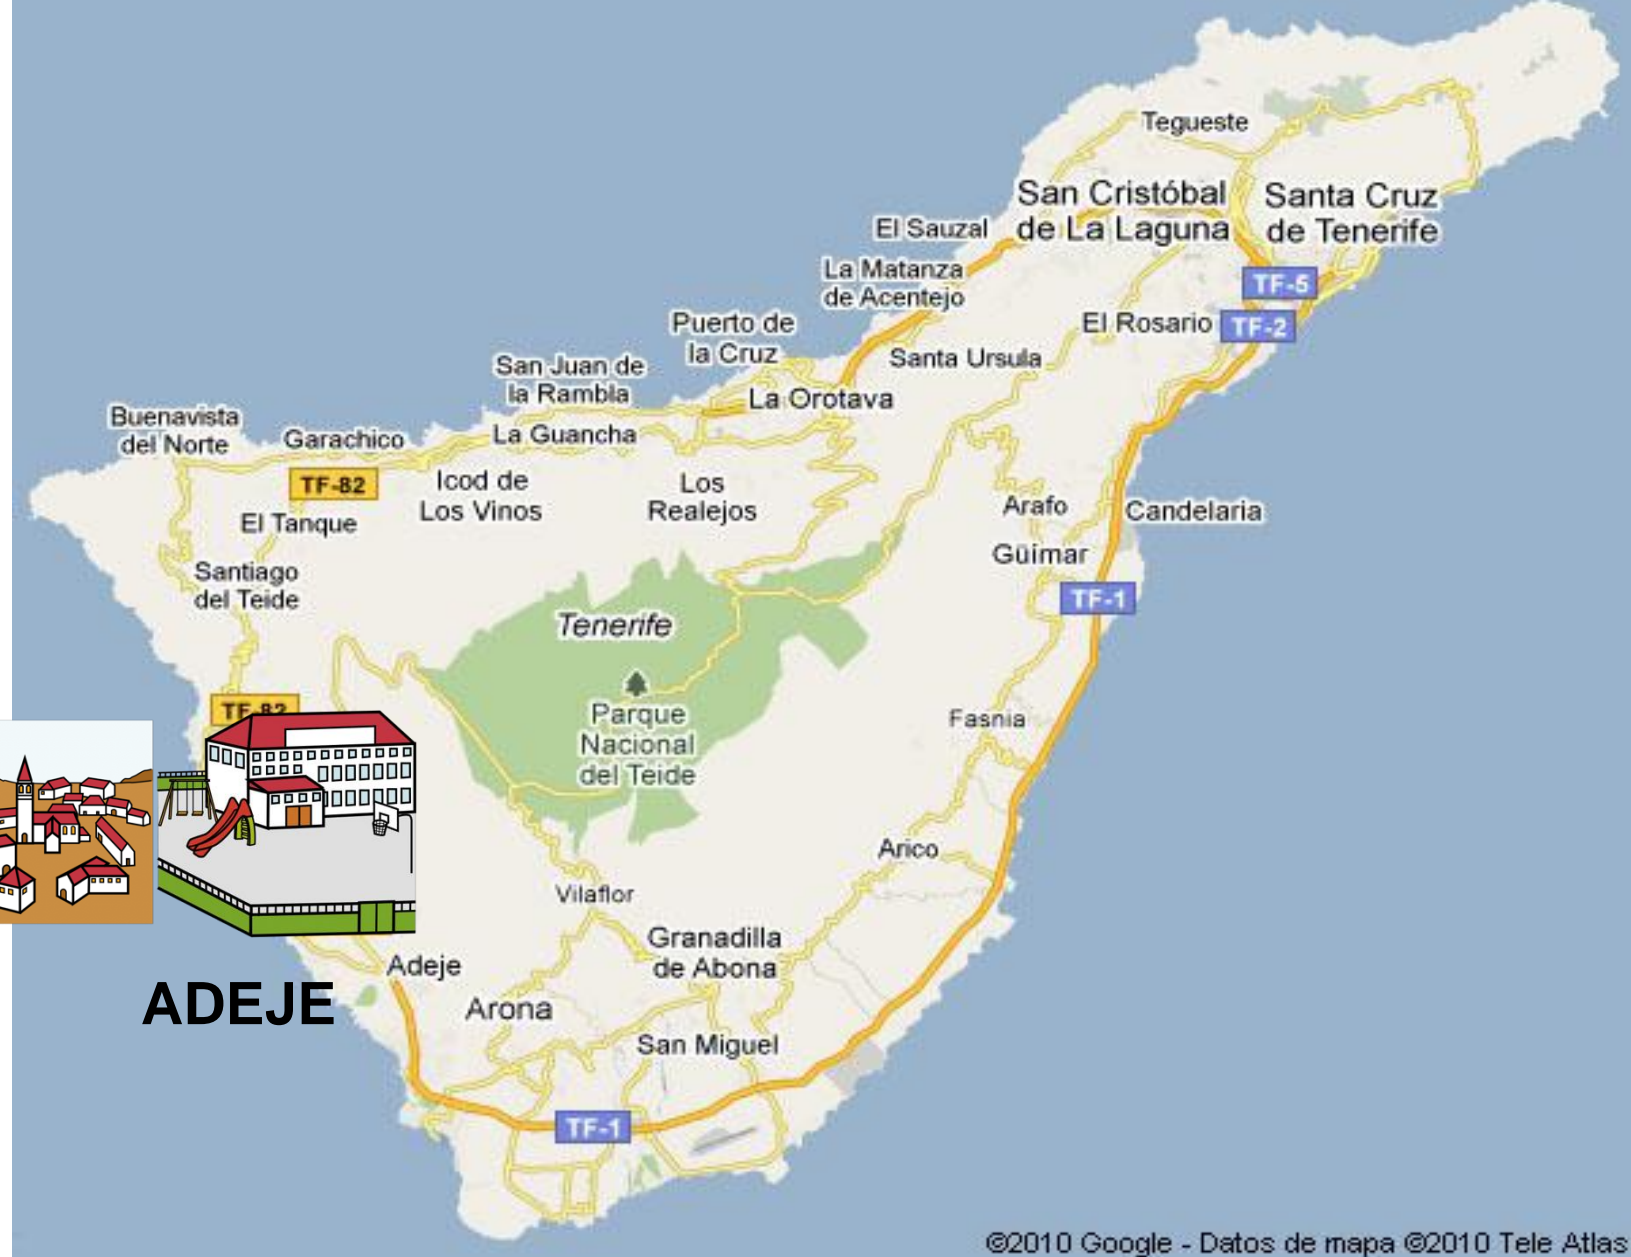 Tegueste
San Cristóbal
de La Laguna
Santa Cruz
de Tenerife
El Sauzal
La Matanza
de Acentejo
TF-5
El Rosario
TF-2
Puerto de
la Cruz
Santa Ursula
San Juan de
la Rambla
La Orotava
Buenavista
del Norte
Garachico
La Guancha
TF-82
Icod de
Los Vinos
Los
Realejos
El Tanque
Arafo
Candelaria
Güimar
Santiago
del Teide
TF-1
Tenerife
TF-82
Parque
Nacional
del Teide
Fasnia
Arico
Vilaflor
Granadilla
de Abona
Adeje
ADEJE
Arona
San Miguel
TF-1
©2010 Google - Datos de mapa ©2010 Tele Atlas